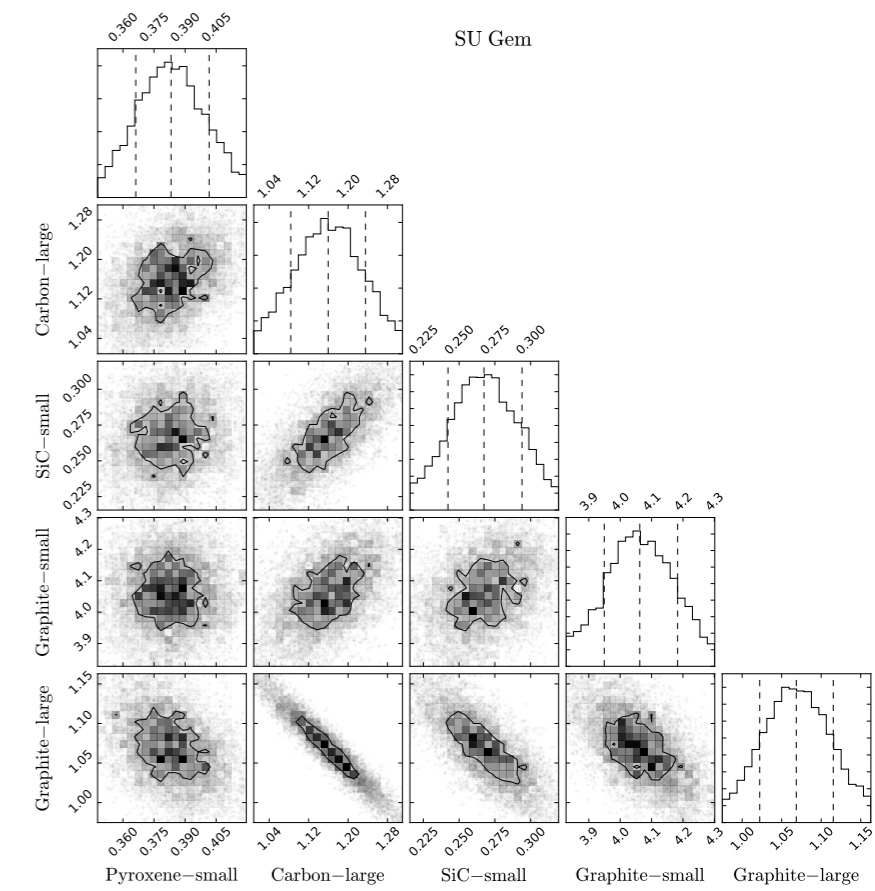 SU Gem
0.360 0.375 0.390 0.405
1.04 1.12 1.20 1.28
Carbon−large
1.28
1.20
1.12
1.04
0.225 0.250 0.275 0.300
SiC−small
0.300
0.275
0.250
0.225
3.9 4.0 4.1 4.2 4.3
Graphite−small
4.3
4.2
4.1
4.0
3.9
Graphite−large
1.15
1.10
1.05
1.00
0.360 0.375 0.390 0.405
1.04 1.12 1.20 1.28
0.225 0.250 0.275 0.300
3.9 4.0 4.1 4.2 4.3
1.00 1.05 1.10 1.15
Pyroxene−small Carbon−large SiC−small Graphite−small Graphite−large